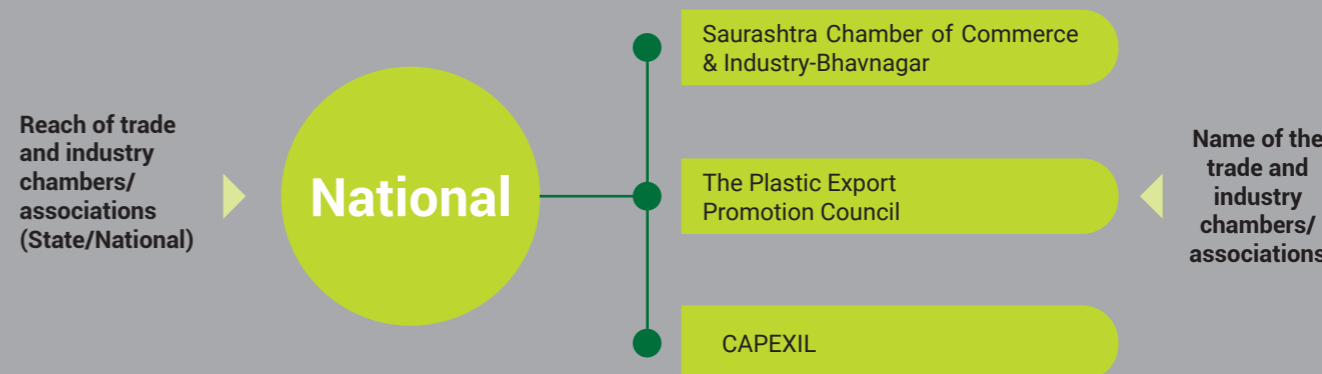 Reach of trade
and industry
chambers/
associations
(State/National)
National
Saurashtra Chamber of Commerce
& Industry-Bhavnagar
The Plastic Export
Promotion Council
CAPEXIL
Name of the
trade and
industry
chambers/
associations